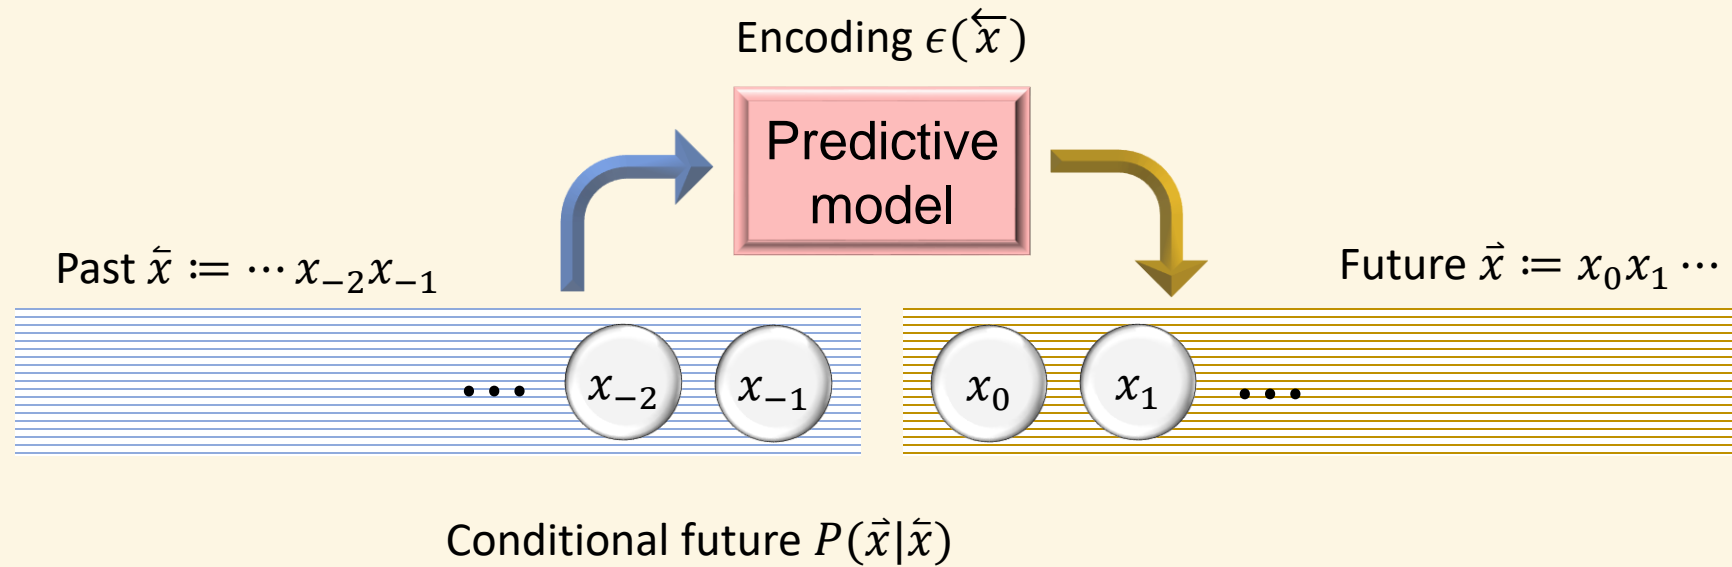 Encoding ϵ(x⃖)
Predictive
model
Past x⃖ ≔ ⋯ x₋₂x₋₁
Future x⃗ ≔ x₀x₁ ⋯
… x₋₂ x₋₁ x₀ x₁ …
Conditional future P(x⃗|x⃖)